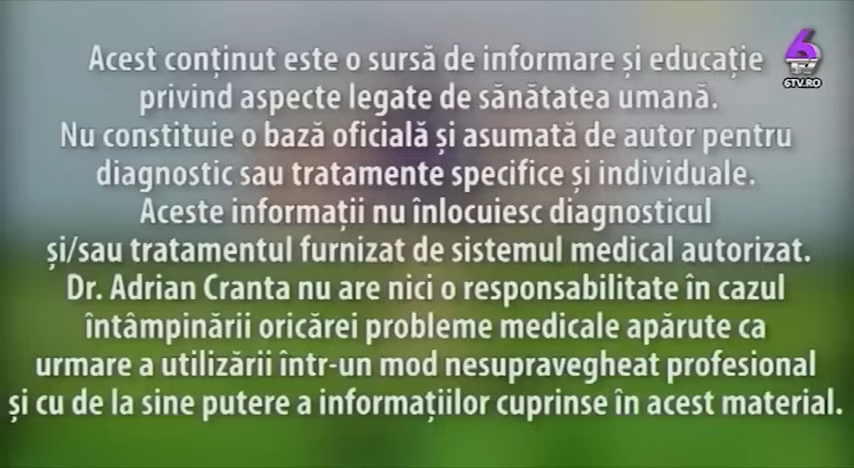 Acest conținut este o sursă de informare și educație
privind aspecte legate de sănătatea umană.
Nu constituie o bază oficială și asumată de autor pentru
diagnostic sau tratamente specifice și individuale.
Aceste informații nu înlocuiesc diagnosticul
și/sau tratamentul furnizat de sistemul medical autorizat.
Dr. Adrian Cranta nu are nici o responsabilitate în cazul
întâmpinării oricărei probleme medicale apărute ca
urmare a utilizării într-un mod nesupravegheat profesional
și cu de la sine putere a informațiilor cuprinse în acest material.
6
TV
6TV.RO